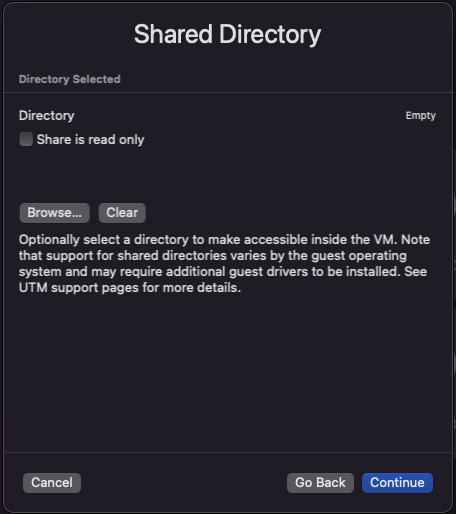 Shared Directory
Directory Selected
Directory
Empty
Share is read only
Browse...
Clear
Optionally select a directory to make accessible inside the VM. Note
that support for shared directories varies by the guest operating
system and may require additional guest drivers to be installed. See
UTM support pages for more details.
Cancel
Go Back
Continue